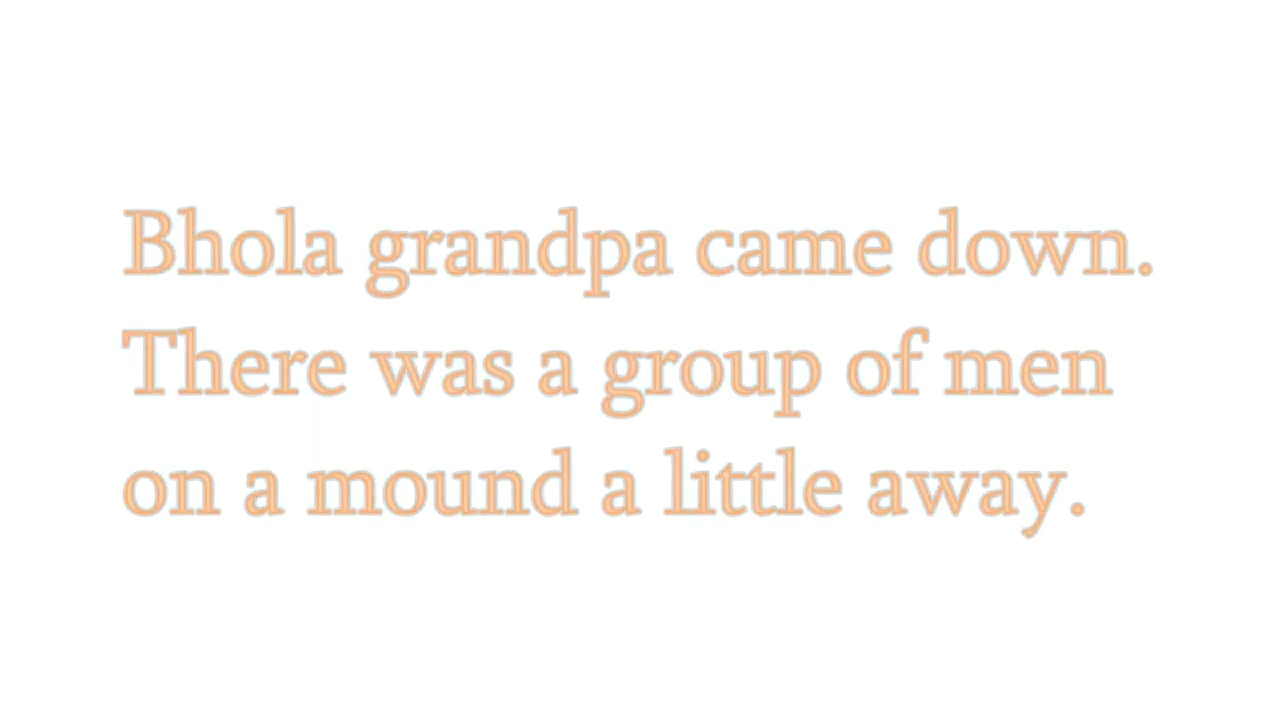 Bhola grandpa came down.
There was a group of men
on a mound a little away.